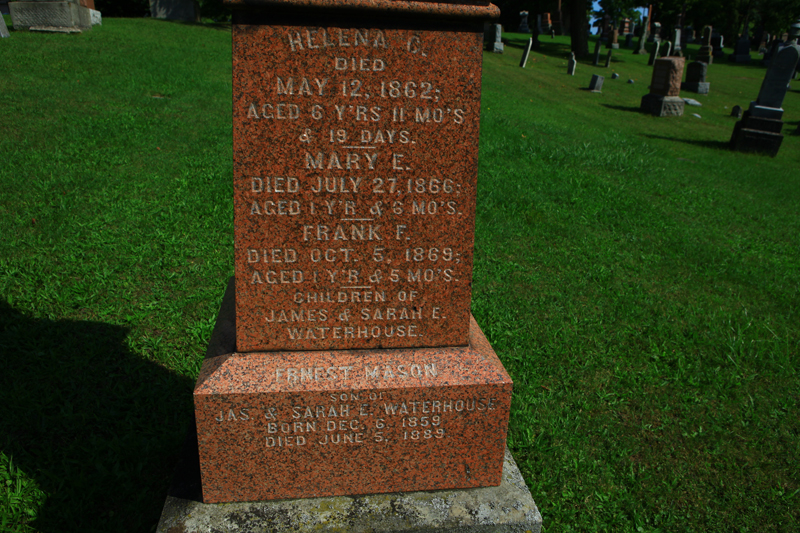 HELENA C.
DIED
MAY 12, 1862;
AGED 6 Y'RS 11 MO'S
& 19 DAYS.
MARY E.
DIED JULY 27, 1866;
AGED 1 Y'R & 6 MO'S.
FRANK F.
DIED OCT. 5, 1869;
AGED 1 Y'R & 5 MO'S.
CHILDREN OF
JAMES & SARAH E.
WATERHOUSE.
ERNEST MASON
SON OF
JAS. & SARAH E. WATERHOUSE
BORN DEC. 6, 1859
DIED JUNE 5, 1889